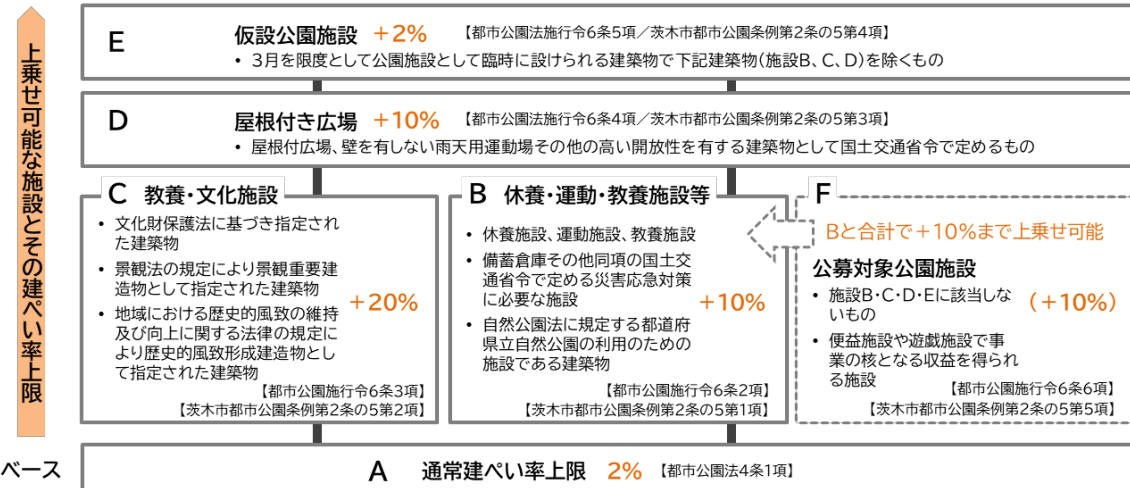 上乗せ可能な施設とその建ぺい率上限
E 仮設公園施設 +2% 【都市公園法施行令6条5項/茨木市都市公園条例第2条の5第4項】
• 3月を限度として公園施設として臨時に設けられる建築物で下記建築物(施設B、C、D)を除くもの
D 屋根付き広場 +10% 【都市公園法施行令6条4項/茨木市都市公園条例第2条の5第3項】
• 屋根付広場、壁を有しない雨天用運動場その他の高い開放性を有する建築物として国土交通省令で定めるもの
C 教養・文化施設
• 文化財保護法に基づき指定され
た建築物
• 景観法の規定により景観重要建
造物として指定された建築物
• 地域における歴史的風致の維持
及び向上に関する法律の規定に
より歴史的風致形成建造物とし
て指定された建築物
+20%
【都市公園施行令6条3項】
【茨木市都市公園条例第2条の5第2項】
B 休養・運動・教養施設等
• 休養施設、運動施設、教養施設
• 備蓄倉庫その他同項の国土交
通省令で定める災害応急対策
に必要な施設
• 自然公園法に規定する都道府
県立自然公園の利用のための
施設である建築物
+10%
【都市公園施行令6条2項】
【茨木市都市公園条例第2条の5第1項】
F
Bと合計で+10%まで上乗せ可能
公募対象公園施設
• 施設B・C・D・Eに該当しな
いもの
• 便益施設や遊戯施設で事
業の核となる収益を得られ
る施設
(+10%)
【都市公園施行令6条6項】
【茨木市都市公園条例第2条の5第5項】
ベース
A 通常建ぺい率上限 2% 【都市公園法4条1項】